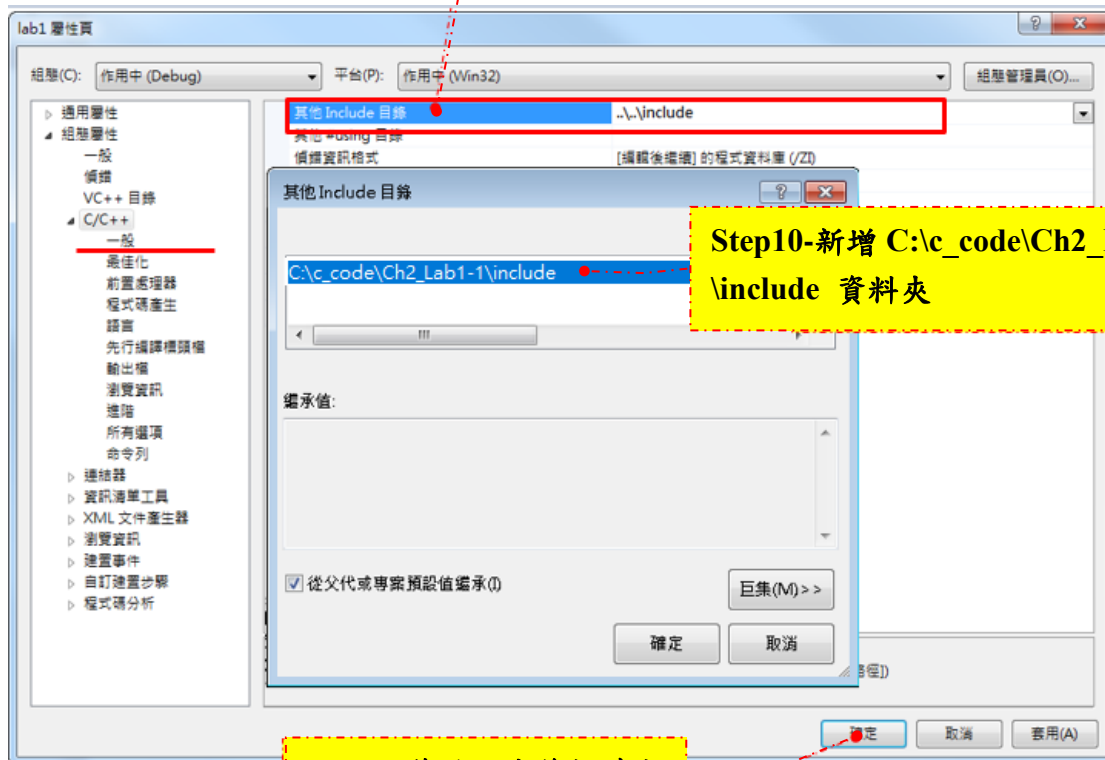 lab1 屬性頁
組態(C): 作用中 (Debug) 平台(P): 作用中 (Win32) 組態管理員(O)...
通用屬性
組態屬性
一般
偵錯
VC++ 目錄
C/C++
一般
最佳化
前置處理器
程式碼產生
語言
先行編譯標頭檔
輸出檔
瀏覽資訊
進階
所有選項
命令列
連結器
資訊清單工具
XML 文件產生器
瀏覽資訊
建置事件
自訂建置步驟
程式碼分析
其他 Include 目錄 ..\..\include
其他 #using 目錄
偵錯資訊格式 [編輯後繼續] 的程式資料庫 (/ZI)
其他 Include 目錄
C:\c_code\Ch2_Lab1-1\include
Step10-新增 C:\c_code\Ch2_
\include 資料夾
繼承值:
從父代或專案預設值繼承(I)
巨集(M)>>
確定 取消
路徑])
確定 取消 套用(A)